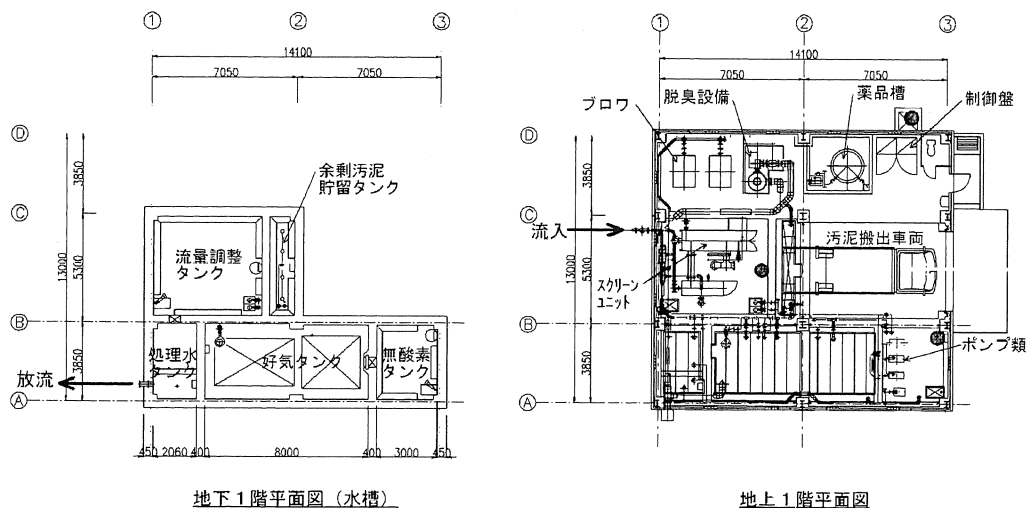 ①
②
③
14100
7050
7050
Ⓓ
Ⓒ
Ⓑ
Ⓐ
3850
5300
3850
13000
余剰汚泥
貯留タンク
流量調整
タンク
処理水
タンク
好気タンク
無酸素
タンク
放流
450
2060
400
8000
400
3000
450
地下1階平面図（水槽）
①
②
③
14100
7050
7050
ブロワ
脱臭設備
薬品槽
制御盤
Ⓓ
Ⓒ
Ⓑ
Ⓐ
3850
5300
3850
13000
流入
汚泥搬出車両
スクリーン
ユニット
ポンプ類
地上1階平面図